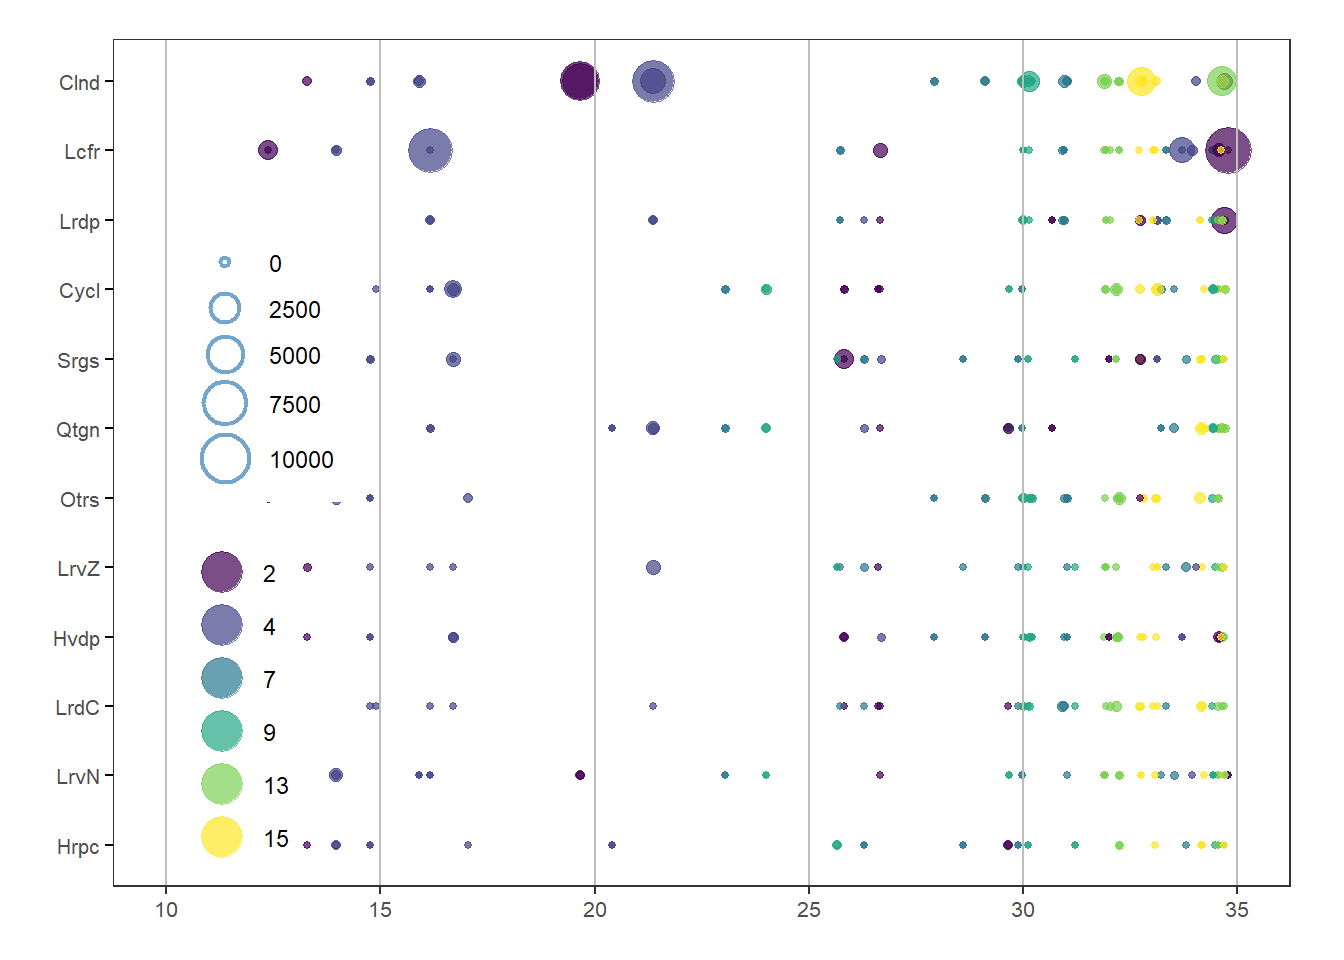 Clnd
Lcfr
Lrdp
Cycl
Srgs
Qtgn
Otrs
LrvZ
Hvdp
LrdC
LrvN
Hrpc
0
2500
5000
7500
10000
2
4
7
9
13
15
10 15 20 25 30 35